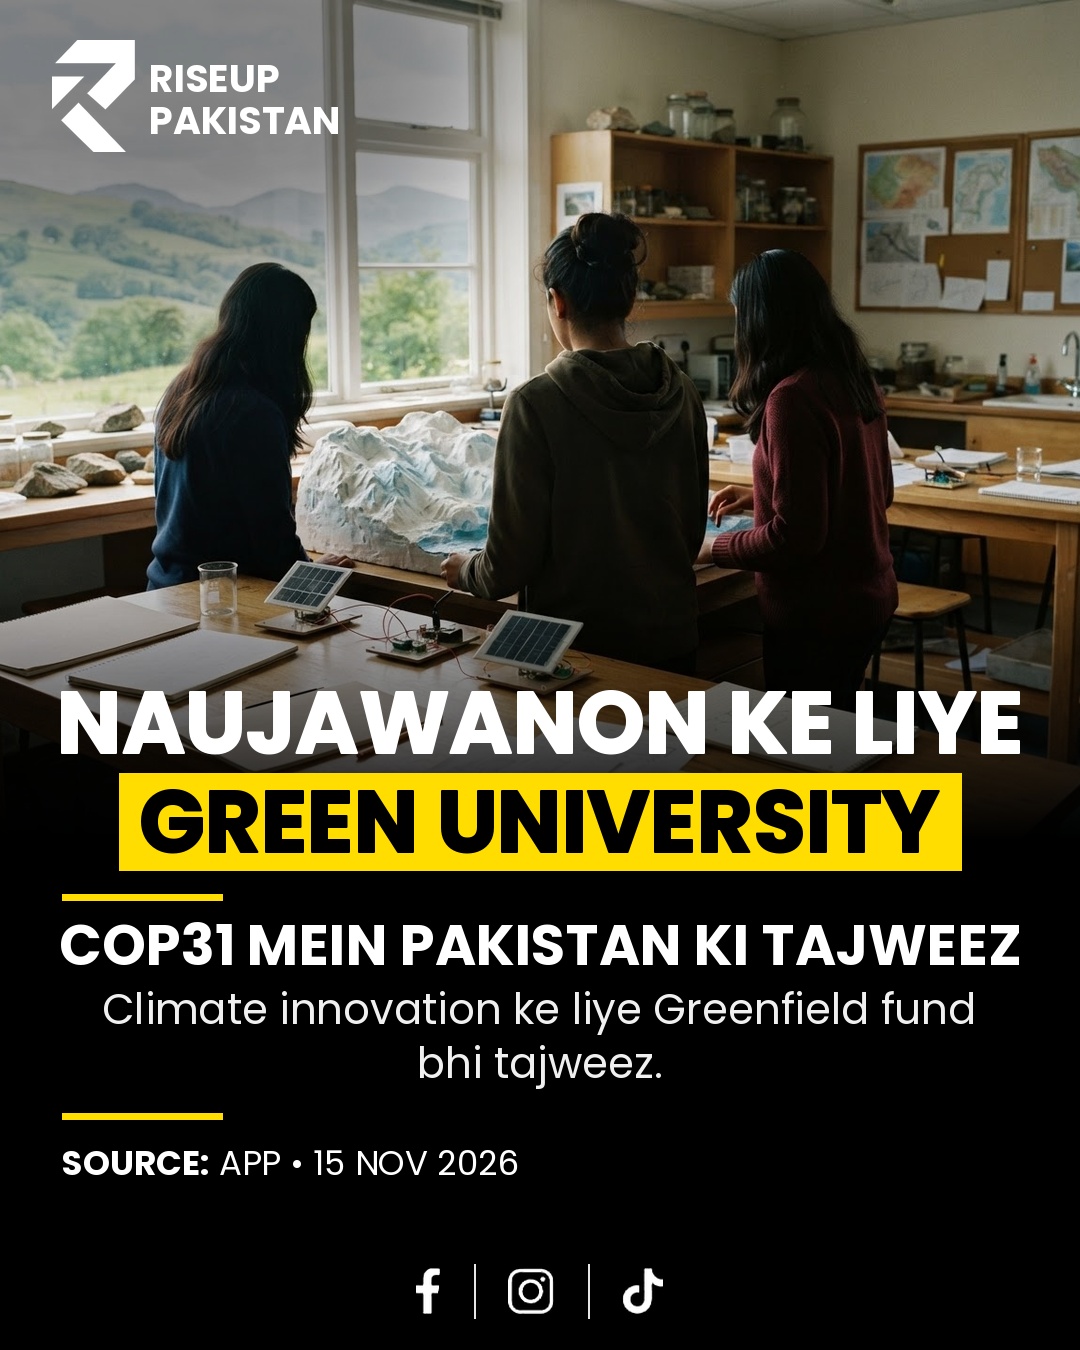 RISEUP
PAKISTAN
NAUJAWANON KE LIYE
GREEN UNIVERSITY
COP31 MEIN PAKISTAN KI TAJWEEZ
Climate innovation ke liye Greenfield fund
bhi tajweez.
SOURCE: APP • 15 NOV 2026